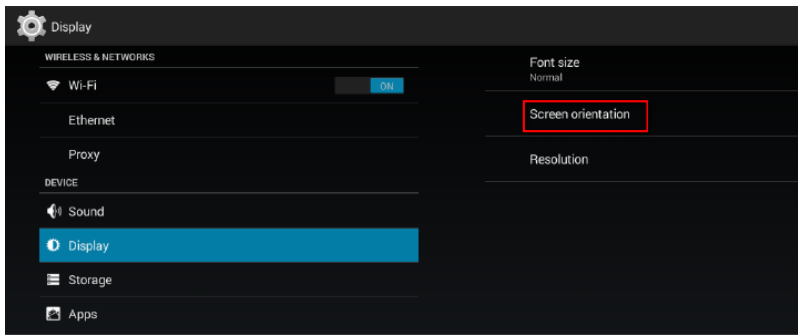 Display
WIRELESS & NETWORKS
Wi-Fi
ON
Ethernet
Proxy
DEVICE
Sound
Display
Storage
Apps
Font size
Normal
Screen orientation
Resolution